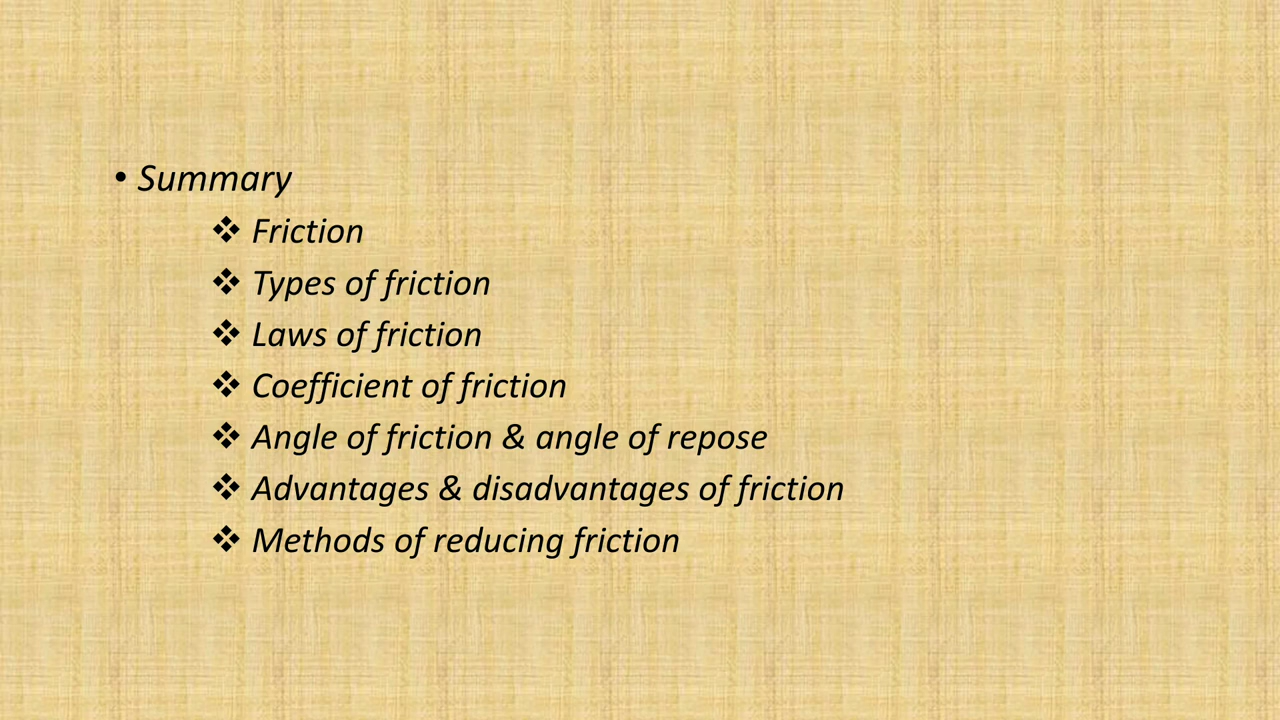 • Summary
❖ Friction
❖ Types of friction
❖ Laws of friction
❖ Coefficient of friction
❖ Angle of friction & angle of repose
❖ Advantages & disadvantages of friction
❖ Methods of reducing friction